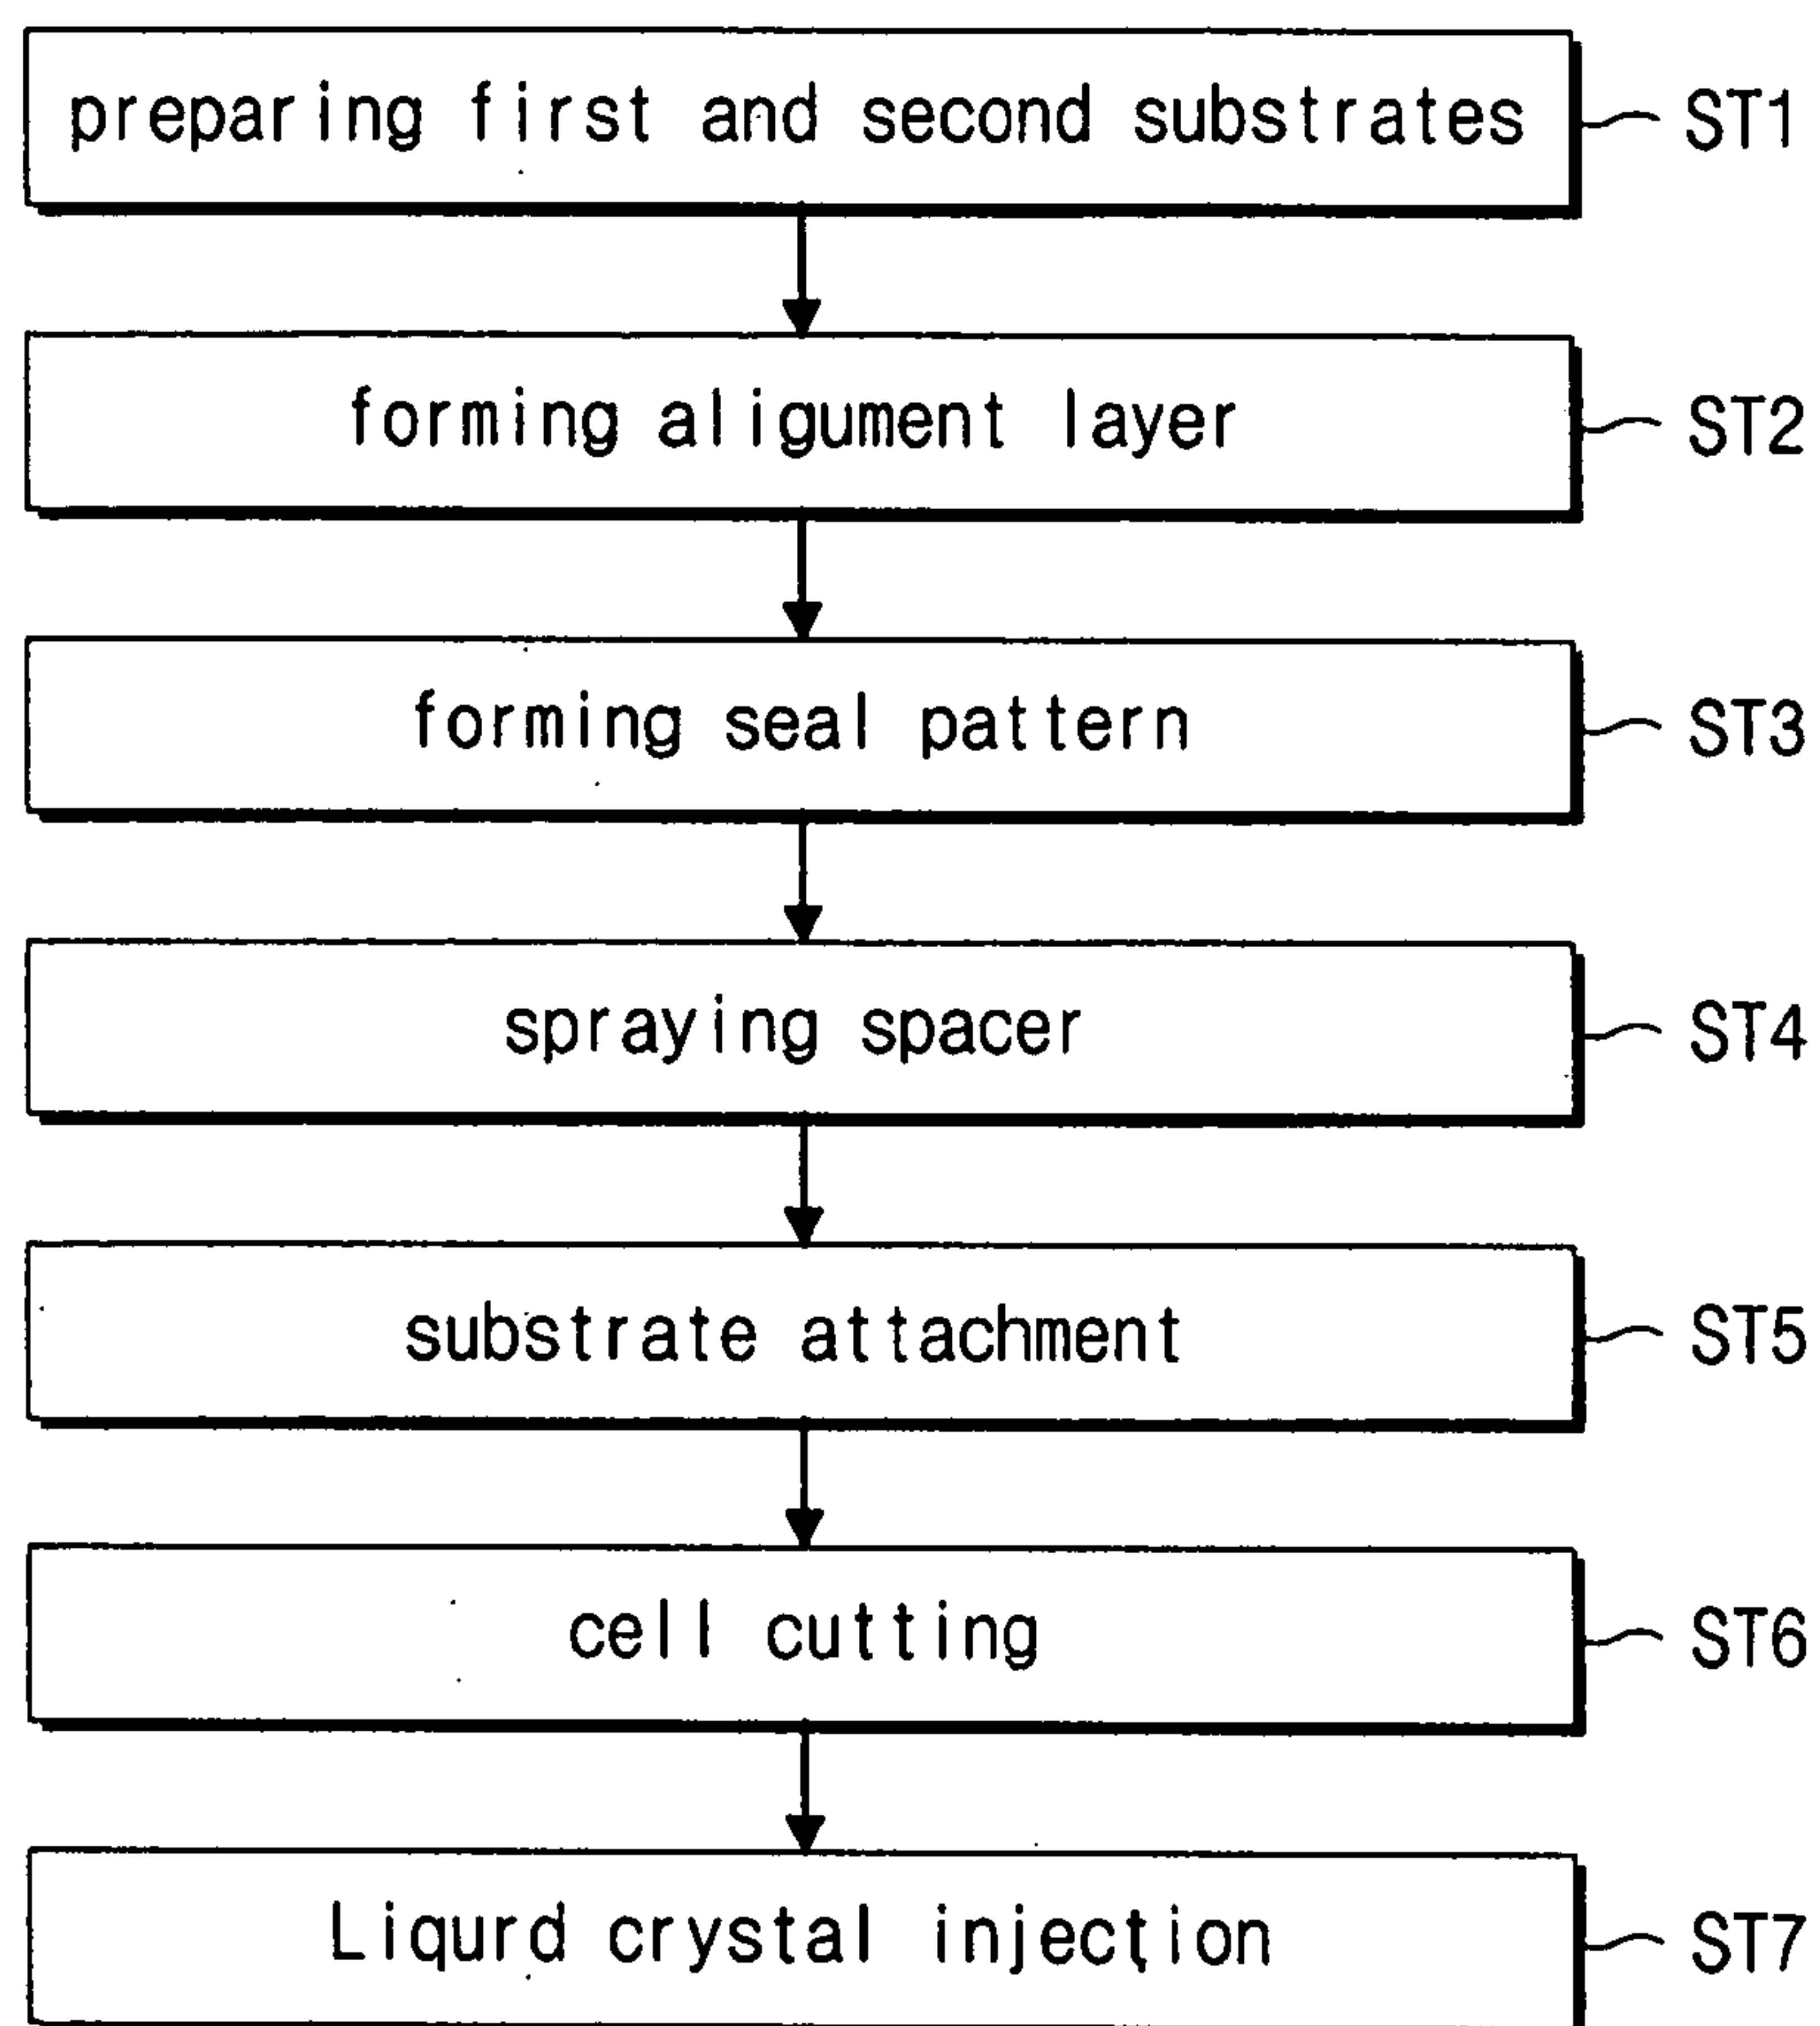 preparing first and second substrates ST1
forming aligument layer ST2
forming seal pattern ST3
spraying spacer ST4
substrate attachment ST5
cell cutting ST6
Liqurd crystal injection ST7